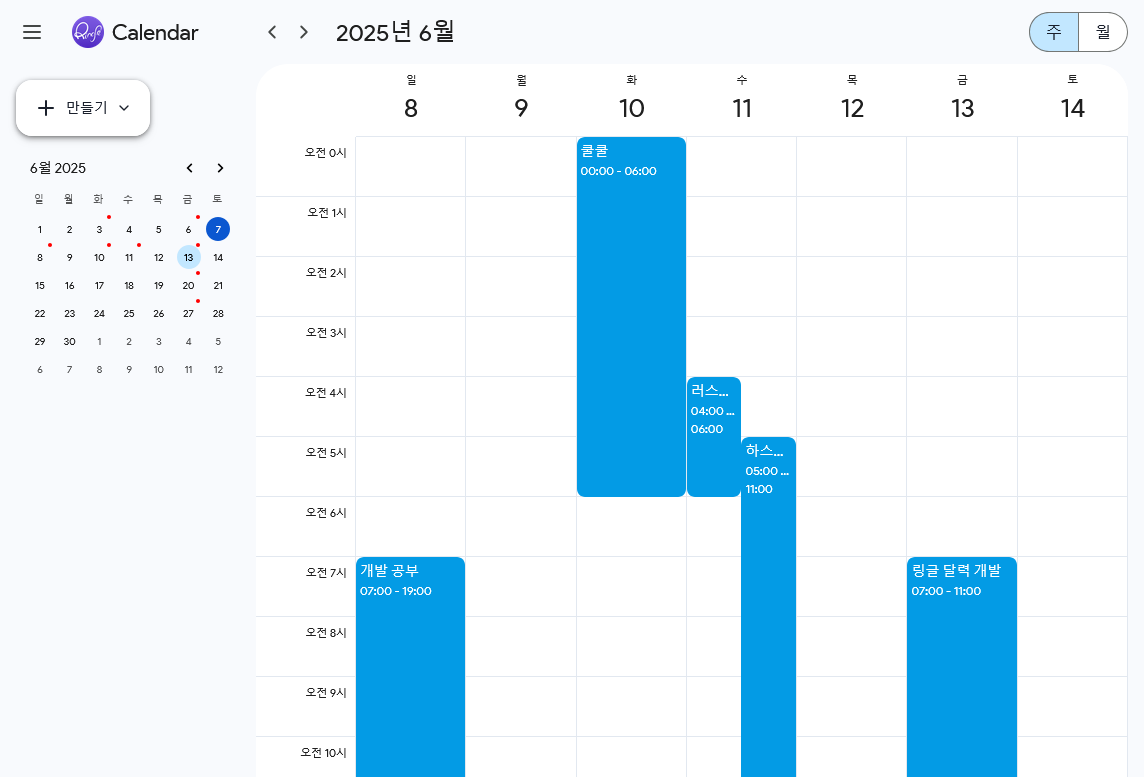 Calendar
2025년 6월
주 월
만들기
6월 2025
일 월 화 수 목 금 토
1 2 3 4 5 6 7
8 9 10 11 12 13 14
15 16 17 18 19 20 21
22 23 24 25 26 27 28
29 30 1 2 3 4 5
6 7 8 9 10 11 12
일 월 화 수 목 금 토
8 9 10 11 12 13 14
오전 0시
오전 1시
오전 2시
오전 3시
오전 4시
오전 5시
오전 6시
오전 7시
오전 8시
오전 9시
오전 10시
개발 공부
07:00 - 19:00
쿨쿨
00:00 - 06:00
러스...
04:00 ...
06:00
하스...
05:00 ...
11:00
링글 달력 개발
07:00 - 11:00